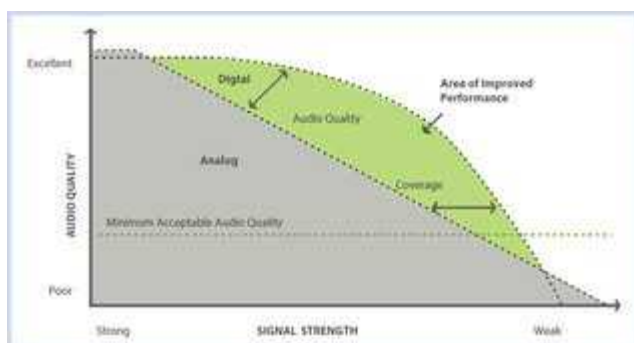 Excellent
Digital
Area of Improved
Performance
Audio Quality
Analog
Coverage
AUDIO QUALITY
Minimum Acceptable Audio Quality
Poor
Strong
SIGNAL STRENGTH
Weak